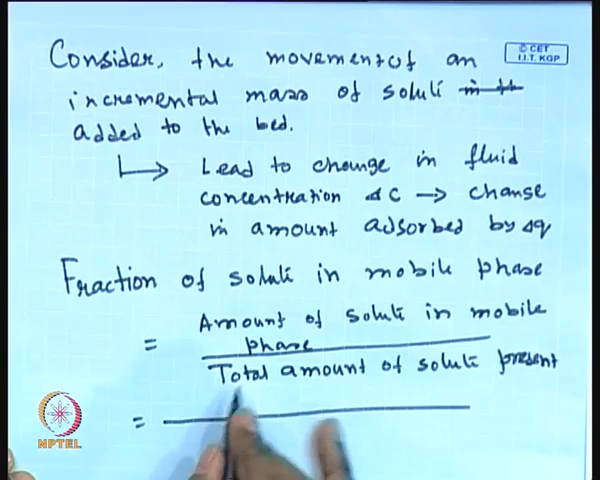 © CET
I.I.T. KGP
Consider, the movement of an
incremental mass of solute in th
added to the bed.
Lead to change in fluid
concentration ΔC → change
in amount adsorbed by Δq
Fraction of solute in mobile phase
= Amount of solute in mobile
phase
Total amount of solute present
=
NPTEL